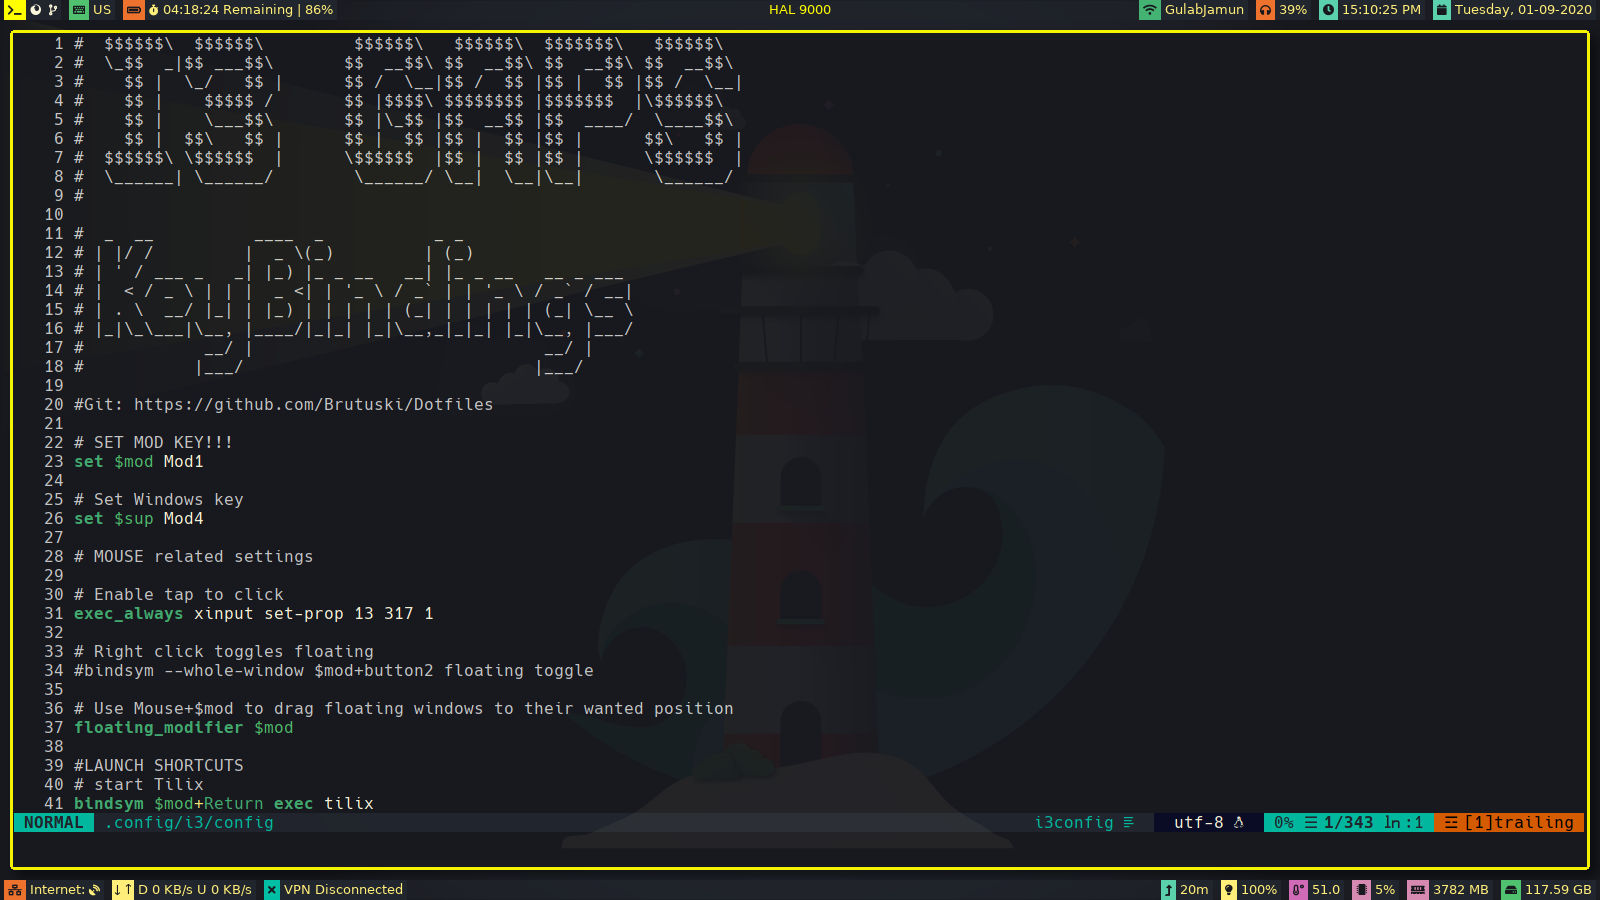 US 04:18:24 Remaining | 86% HAL 9000 GulabJamun 39% 15:10:25 PM Tuesday, 01-09-2020
1 #  $$$$$$\  $$$$$$\         $$$$$$\   $$$$$$\  $$$$$$$\   $$$$$$\
2 #  \_$$  _|$$ ___$$\       $$  __$$\ $$  __$$\ $$  __$$\ $$  __$$\
3 #    $$ |  \_/   $$ |      $$ /  \__|$$ /  $$ |$$ |  $$ |$$ /  \__|
4 #    $$ |    $$$$$ /       $$ |$$$$\ $$$$$$$$ |$$$$$$$  |\$$$$$$\
5 #    $$ |    \___$$\       $$ |\_$$ |$$  __$$ |$$  ____/  \____$$\
6 #    $$ |  $$\   $$ |      $$ |  $$ |$$ |  $$ |$$ |      $$\   $$ |
7 #  $$$$$$\ \$$$$$$  |      \$$$$$$  |$$ |  $$ |$$ |      \$$$$$$  |
8 #  \______| \______/        \______/ \__|  \__|\__|       \______/
9 #
10
11 #  _  __          ____  _           _ _
12 # | |/ /         |  _ \(_)         | (_)
13 # | ' / ___ _   _| |_) |_ _ __   __| |_ _ __   __ _ ___
14 # |  < / _ \ | | |  _ <| | '_ \ / _` | | '_ \ / _` / __|
15 # | . \  __/ |_| | |_) | | | | | (_| | | | | | (_| \__ \
16 # |_|\_\___|\__, |____/|_|_| |_|\__,_|_|_| |_|\__, |___/
17 #            __/ |                             __/ |
18 #           |___/                             |___/
19
20 #Git: https://github.com/Brutuski/Dotfiles
21
22 # SET MOD KEY!!!
23 set $mod Mod1
24
25 # Set Windows key
26 set $sup Mod4
27
28 # MOUSE related settings
29
30 # Enable tap to click
31 exec_always xinput set-prop 13 317 1
32
33 # Right click toggles floating
34 #bindsym --whole-window $mod+button2 floating toggle
35
36 # Use Mouse+$mod to drag floating windows to their wanted position
37 floating_modifier $mod
38
39 #LAUNCH SHORTCUTS
40 # start Tilix
41 bindsym $mod+Return exec tilix
NORMAL .config/i3/config i3config utf-8 0% ☰ 1/343 ln :1 [1]trailing
Internet: ↓↑ D 0 KB/s U 0 KB/s VPN Disconnected 20m 100% 51.0 5% 3782 MB 117.59 GB